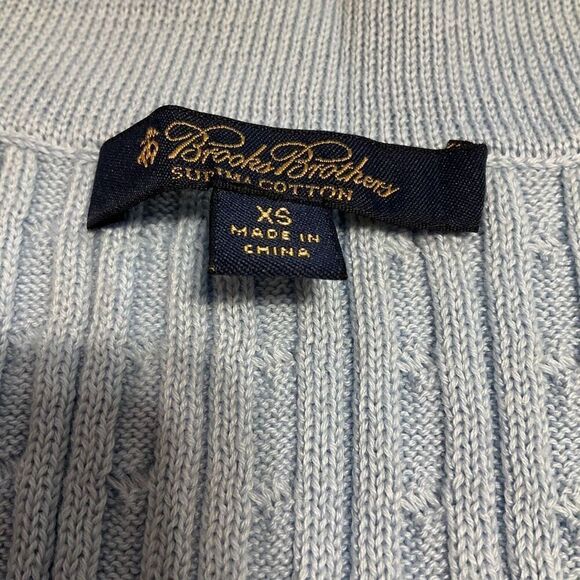 Brooks Brothers
SUPIMA COTTON
XS
MADE IN
CHINA